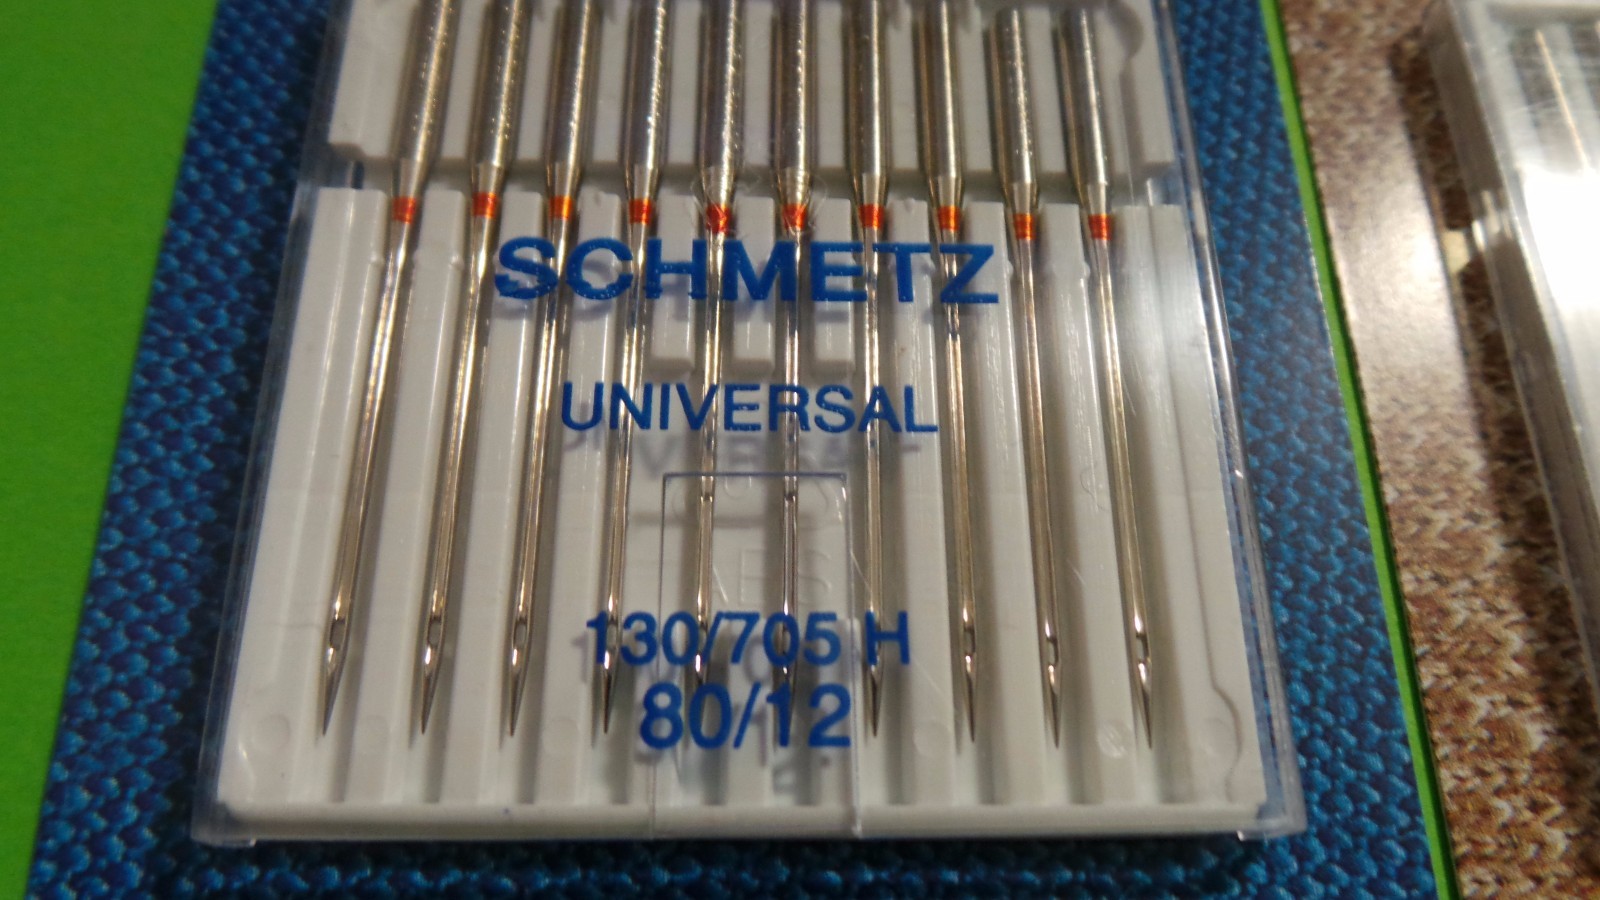 SCHMETZ
UNIVERSAL
130/705 H
80/12